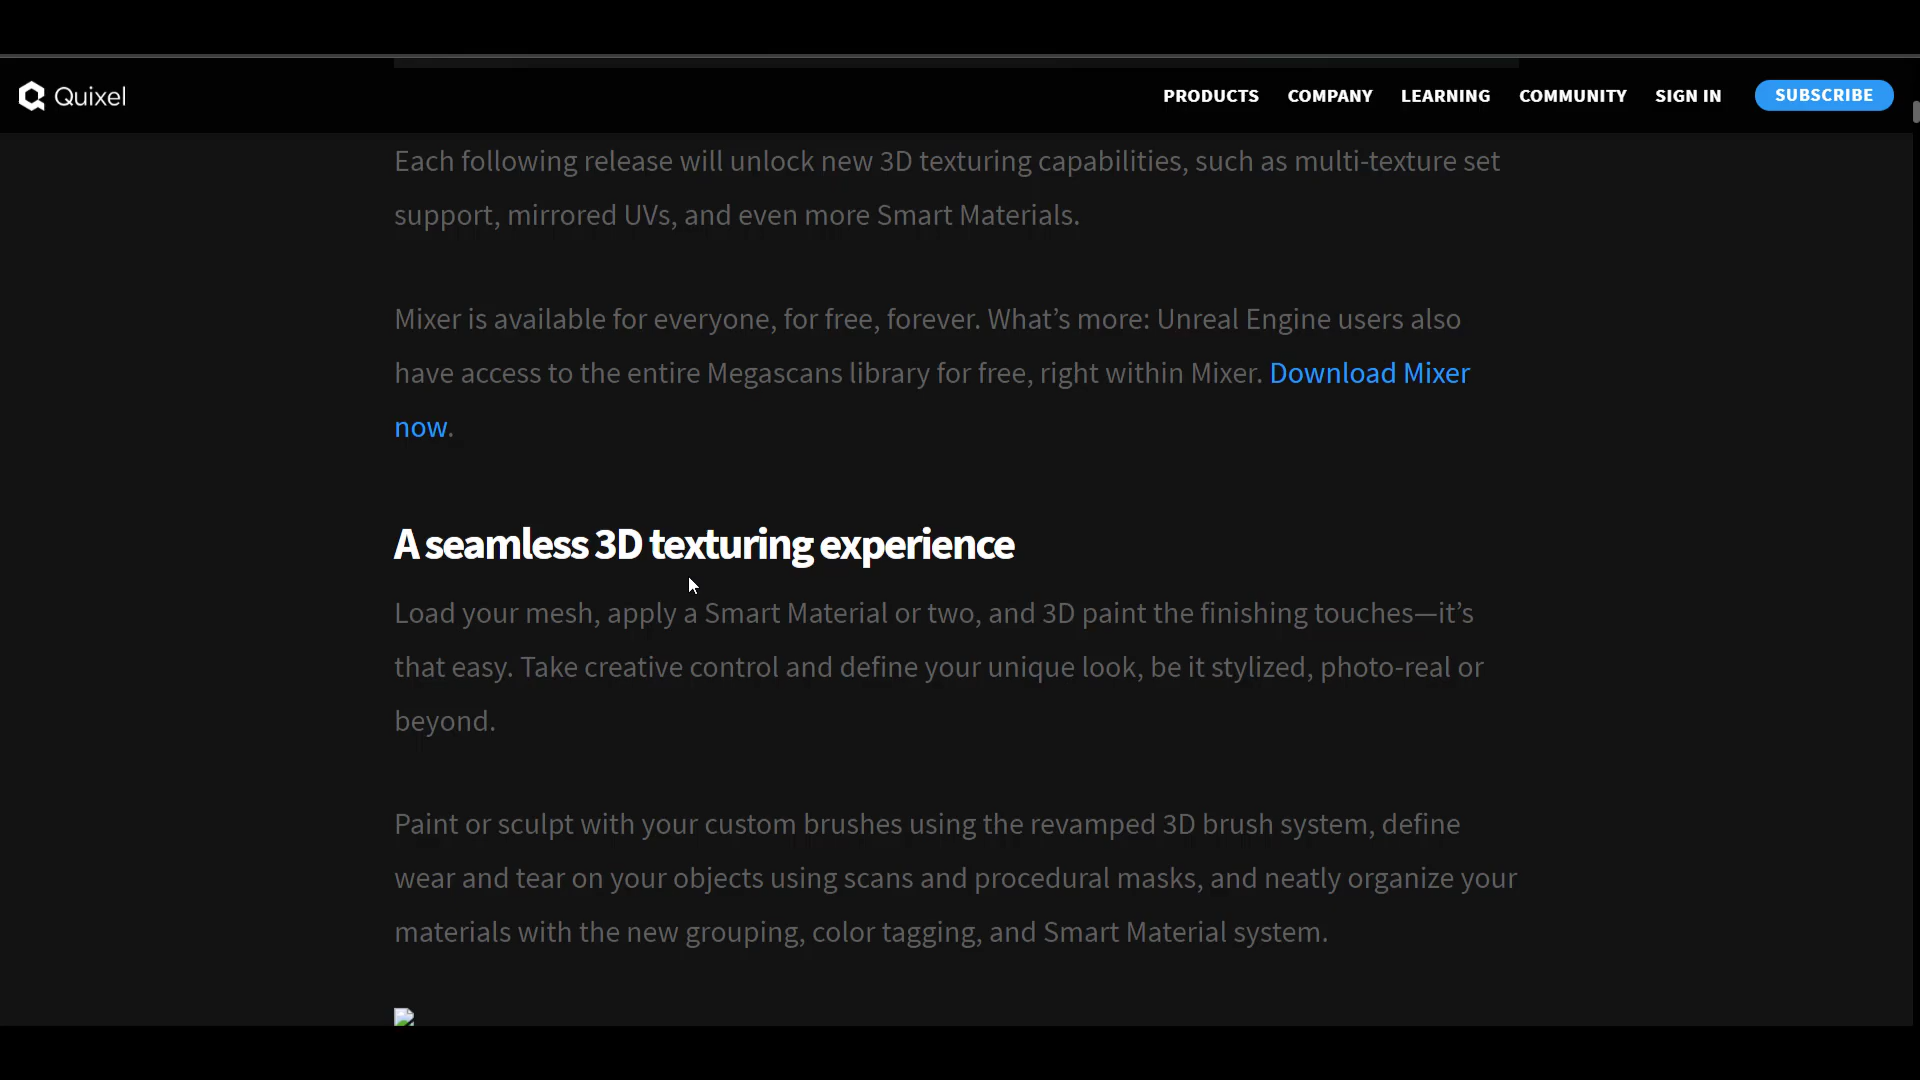 Quixel
PRODUCTS COMPANY LEARNING COMMUNITY SIGN IN SUBSCRIBE
Each following release will unlock new 3D texturing capabilities, such as multi-texture set
support, mirrored UVs, and even more Smart Materials.
Mixer is available for everyone, for free, forever. What’s more: Unreal Engine users also
have access to the entire Megascans library for free, right within Mixer. Download Mixer
now.
A seamless 3D texturing experience
Load your mesh, apply a Smart Material or two, and 3D paint the finishing touches—it’s
that easy. Take creative control and define your unique look, be it stylized, photo-real or
beyond.
Paint or sculpt with your custom brushes using the revamped 3D brush system, define
wear and tear on your objects using scans and procedural masks, and neatly organize your
materials with the new grouping, color tagging, and Smart Material system.